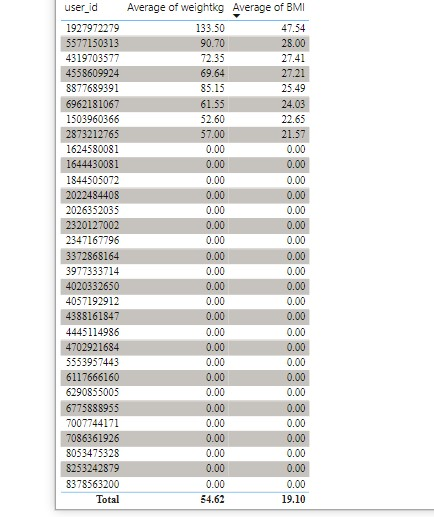 user_id Average of weightkg Average of BMI
1927972279 133.50 47.54
5577150313 90.70 28.00
4319703577 72.35 27.41
4558609924 69.64 27.21
8877689391 85.15 25.49
6962181067 61.55 24.03
1503960366 52.60 22.65
2873212765 57.00 21.57
1624580081 0.00 0.00
1644430081 0.00 0.00
1844505072 0.00 0.00
2022484408 0.00 0.00
2026352035 0.00 0.00
2320127002 0.00 0.00
2347167796 0.00 0.00
3372868164 0.00 0.00
3977333714 0.00 0.00
4020332650 0.00 0.00
4057192912 0.00 0.00
4388161847 0.00 0.00
4445114986 0.00 0.00
4702921684 0.00 0.00
5553957443 0.00 0.00
6117666160 0.00 0.00
6290855005 0.00 0.00
6775888955 0.00 0.00
7007744171 0.00 0.00
7086361926 0.00 0.00
8053475328 0.00 0.00
8253242879 0.00 0.00
8378563200 0.00 0.00
Total 54.62 19.10